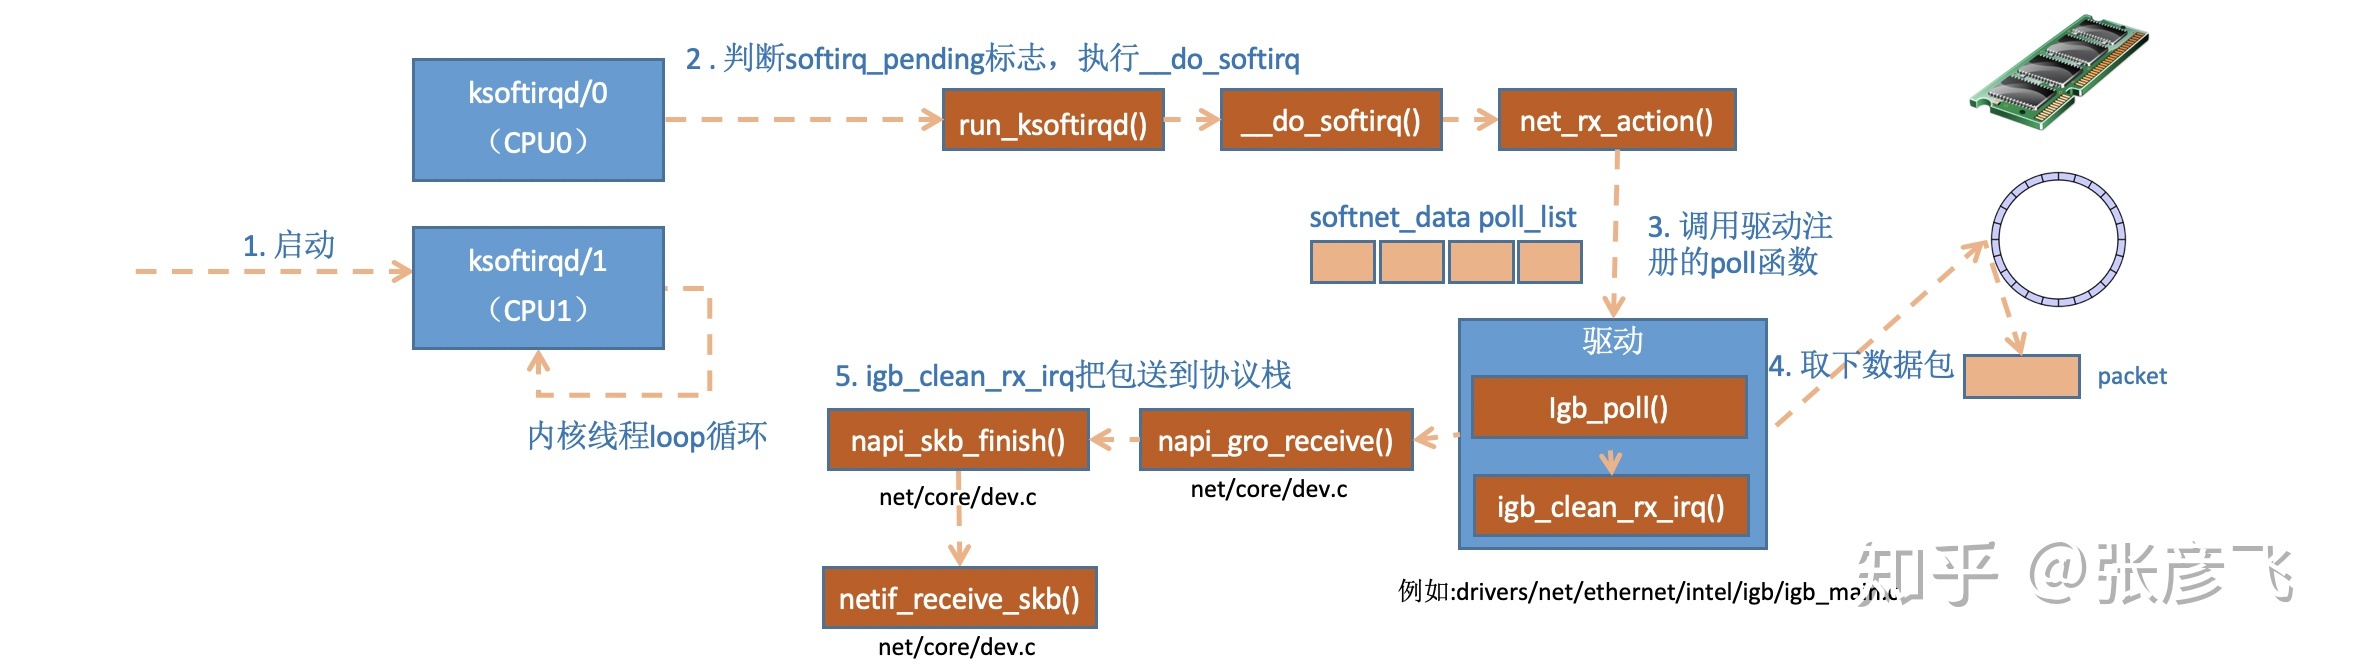 2 . 判断softirq_pending标志，执行__do_softirq
ksoftirqd/0
（CPU0）
run_ksoftirqd()
__do_softirq()
net_rx_action()
1. 启动
ksoftirqd/1
（CPU1）
内核线程loop循环
softnet_data poll_list
3. 调用驱动注
册的poll函数
驱动
Igb_poll()
igb_clean_rx_irq()
4. 取下数据包
packet
5. igb_clean_rx_irq把包送到协议栈
napi_skb_finish()
net/core/dev.c
napi_gro_receive()
net/core/dev.c
netif_receive_skb()
net/core/dev.c
例如:drivers/net/ethernet/intel/igb/igb_main.c
知乎 @张彦飞